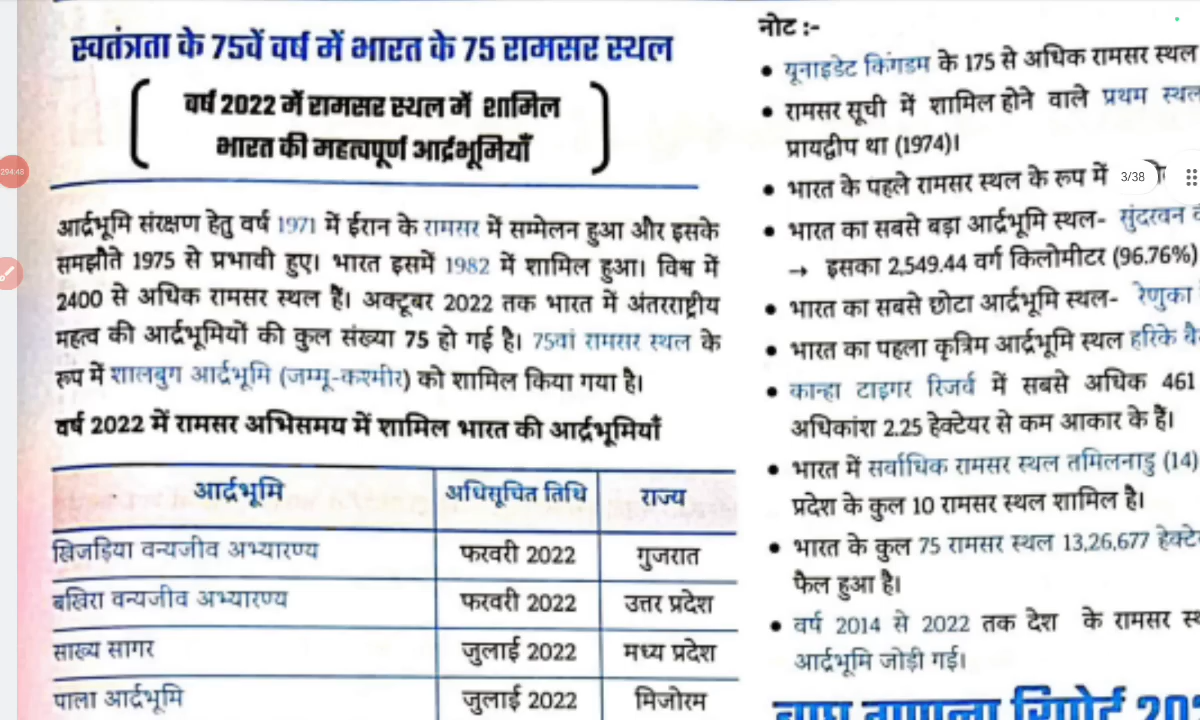 स्वतंत्रता के 75वें वर्ष में भारत के 75 रामसर स्थल
वर्ष 2022 में रामसर स्थल में शामिल
भारत की महत्वपूर्ण आर्द्रभूमियाँ
आर्द्रभूमि संरक्षण हेतु वर्ष 1971 में ईरान के रामसर में सम्मेलन हुआ और इसके
समझौते 1975 से प्रभावी हुए। भारत इसमें 1982 में शामिल हुआ। विश्व में
2400 से अधिक रामसर स्थल हैं। अक्टूबर 2022 तक भारत में अंतरराष्ट्रीय
महत्व की आर्द्रभूमियों की कुल संख्या 75 हो गई है। 75वां रामसर स्थल के
रूप में शालबुग आर्द्रभूमि (जम्मू-कश्मीर) को शामिल किया गया है।
वर्ष 2022 में रामसर अभिसमय में शामिल भारत की आर्द्रभूमियाँ
आर्द्रभूमि अधिसूचित तिथि राज्य
खिजड़िया वन्यजीव अभ्यारण्य फरवरी 2022 गुजरात
बखिरा वन्यजीव अभ्यारण्य फरवरी 2022 उत्तर प्रदेश
साख्य सागर जुलाई 2022 मध्य प्रदेश
पाला आर्द्रभूमि जुलाई 2022 मिजोरम
नोट :-
• यूनाइडेट किंगडम के 175 से अधिक रामसर स्थल
• रामसर सूची में शामिल होने वाले प्रथम स्थल
प्रायद्वीप था (1974)।
• भारत के पहले रामसर स्थल के रूप में
• भारत का सबसे बड़ा आर्द्रभूमि स्थल- सुंदरवन
→ इसका 2,549.44 वर्ग किलोमीटर (96.76%)
• भारत का सबसे छोटा आर्द्रभूमि स्थल- रेणुका
• भारत का पहला कृत्रिम आर्द्रभूमि स्थल हरिके
• कान्हा टाइगर रिजर्व में सबसे अधिक 461
अधिकांश 2.25 हेक्टेयर से कम आकार के हैं।
• भारत में सर्वाधिक रामसर स्थल तमिलनाडु (14)
प्रदेश के कुल 10 रामसर स्थल शामिल है।
• भारत के कुल 75 रामसर स्थल 13,26,677
फैल हुआ है।
• वर्ष 2014 से 2022 तक देश के रामसर
आर्द्रभूमि जोड़ी गई।
3/38
294:48